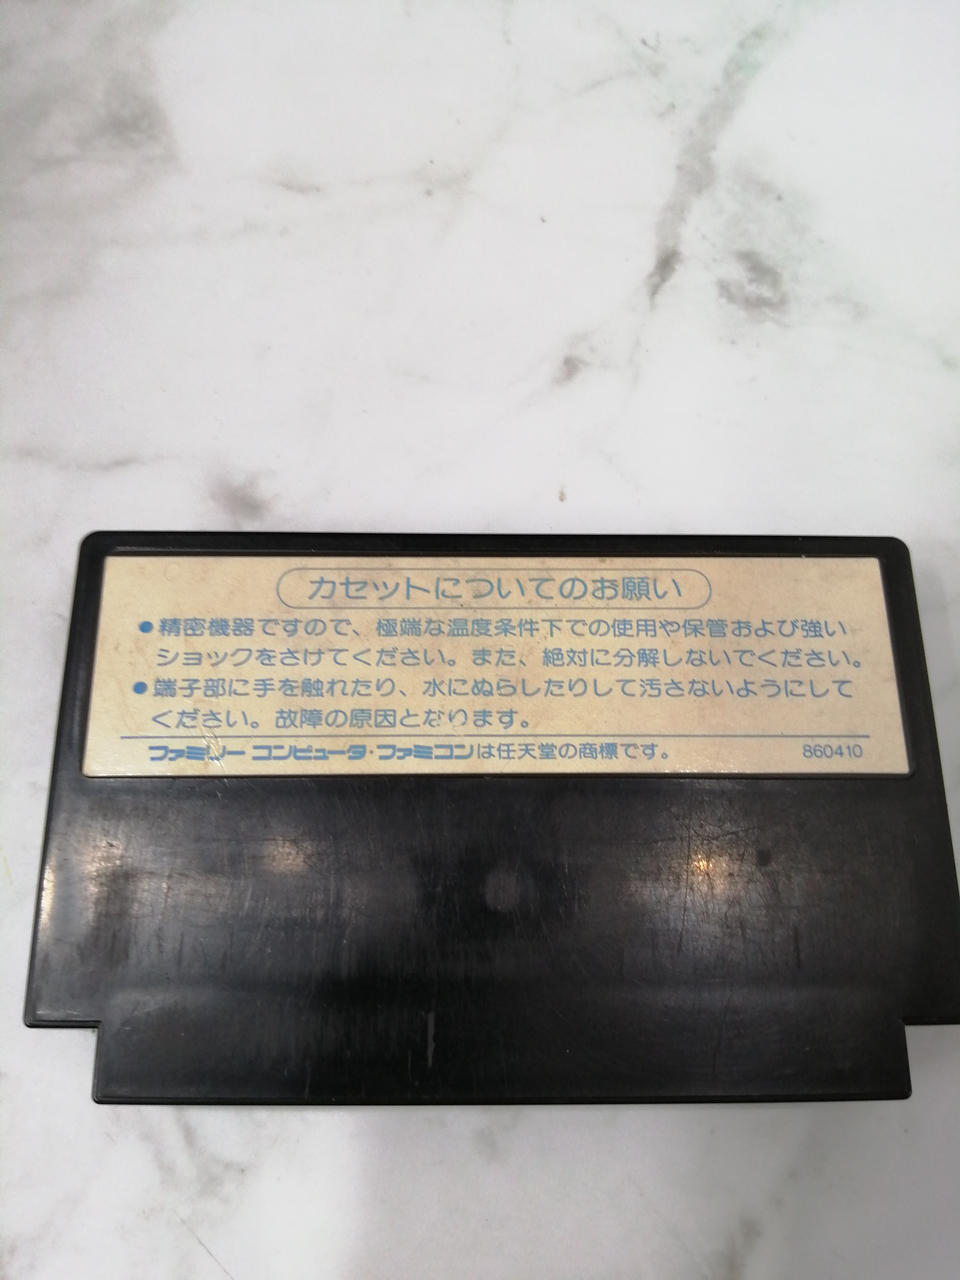 カセットについてのお願い
●精密機器ですので、極端な温度条件下での使用や保管および強い
ショックをさけてください。また、絶対に分解しないでください。
●端子部に手を触れたり、水にぬらしたりして汚さないようにして
ください。故障の原因となります。
ファミリー コンピュータ・ファミコンは任天堂の商標です。 860410